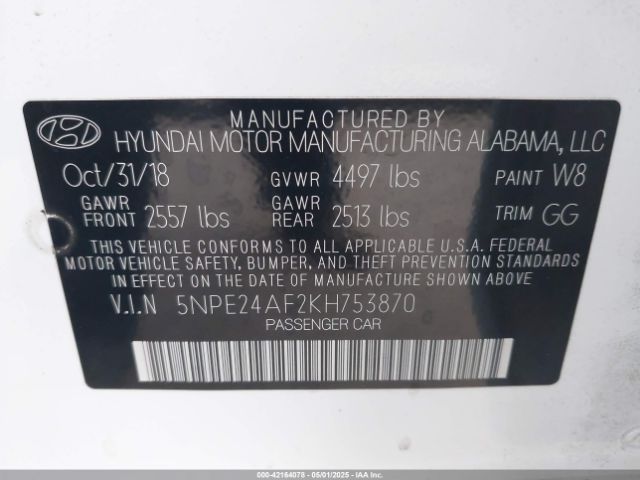 MANUFACTURED BY
HYUNDAI MOTOR MANUFACTURING ALABAMA, LLC
Oct/31/18 GVWR 4497 lbs PAINT W8
GAWR FRONT 2557 lbs GAWR REAR 2513 lbs TRIM GG
THIS VEHICLE CONFORMS TO ALL APPLICABLE U.S.A. FEDERAL
MOTOR VEHICLE SAFETY, BUMPER, AND THEFT PREVENTION STANDARDS
IN EFFECT ON THE DATE OF MANUFACTURE SHOWN ABOVE
V.I.N 5NPE24AF2KH753870
PASSENGER CAR
000-42164078 - 05/01/2025 - COPART.COM